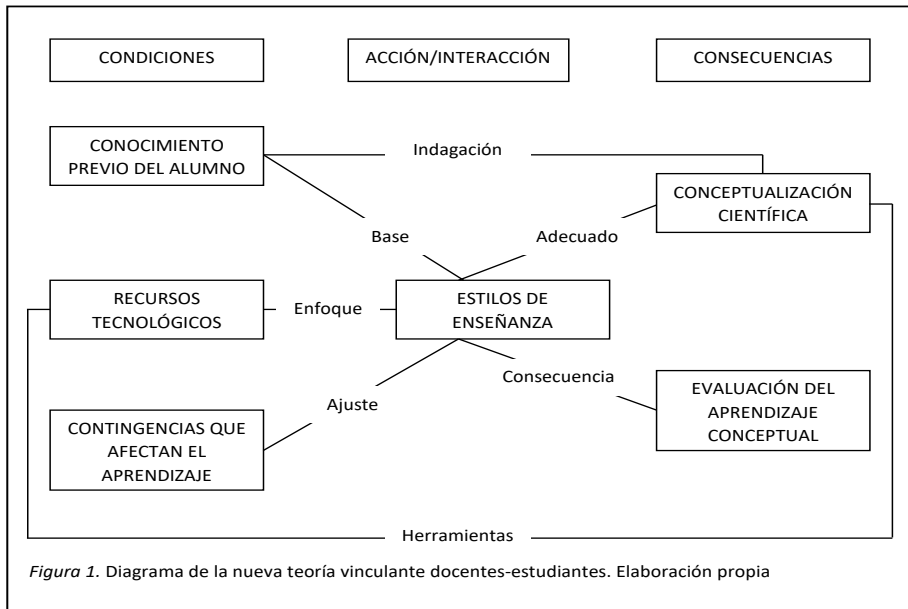 CONDICIONES
ACCIÓN/INTERACCIÓN
CONSECUENCIAS
CONOCIMIENTO
PREVIO DEL ALUMNO
Indagación
CONCEPTUALIZACIÓN
CIENTÍFICA
Base
Adecuado
RECURSOS
TECNOLÓGICOS
Enfoque
ESTILOS DE
ENSEÑANZA
Consecuencia
Ajuste
EVALUACIÓN DEL
APRENDIZAJE
CONCEPTUAL
CONTINGENCIAS QUE
AFECTAN EL
APRENDIZAJE
Herramientas
Figura 1. Diagrama de la nueva teoría vinculante docentes-estudiantes. Elaboración propia